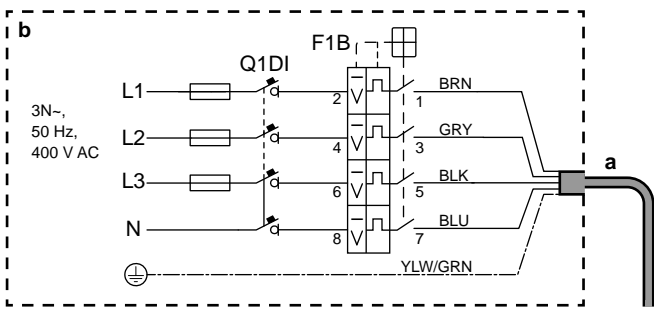 b
F1B
Q1DI
L1
2
1
BRN
3N~,
50 Hz,
400 V AC
L2
4
3
GRY
L3
6
5
BLK
a
N
8
7
BLU
YLW/GRN